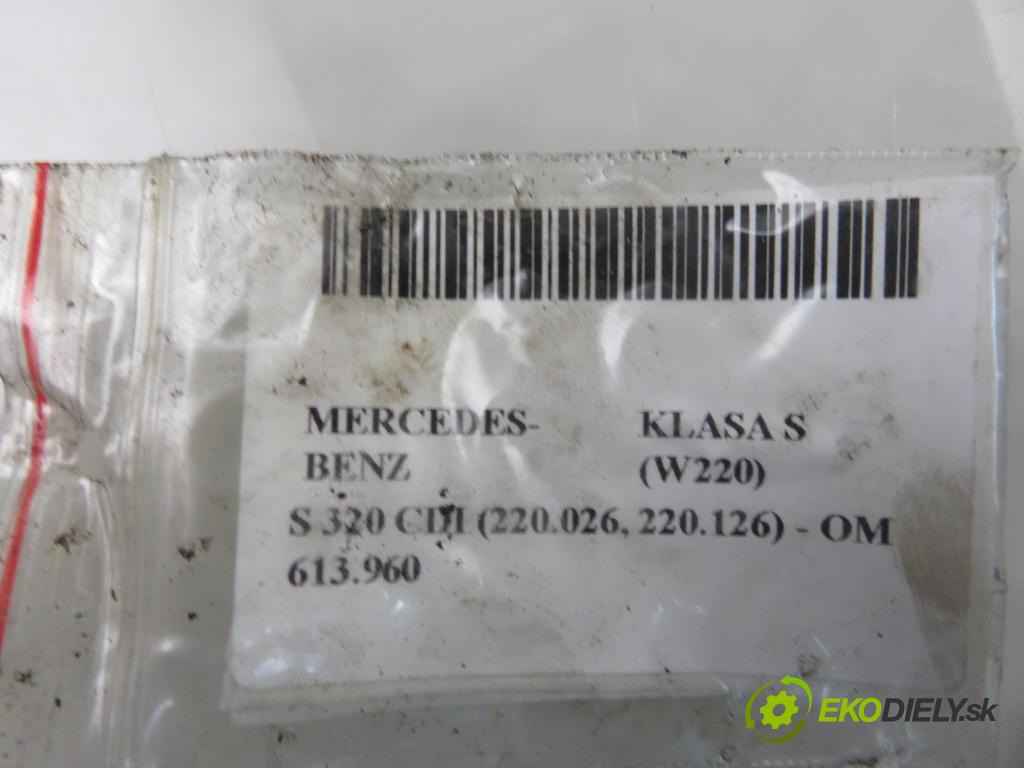 MERCEDES- KLASA S
BENZ (W220)
S 320 CDI (220.026, 220.126) - OM
613.960
EKODIELY.sk